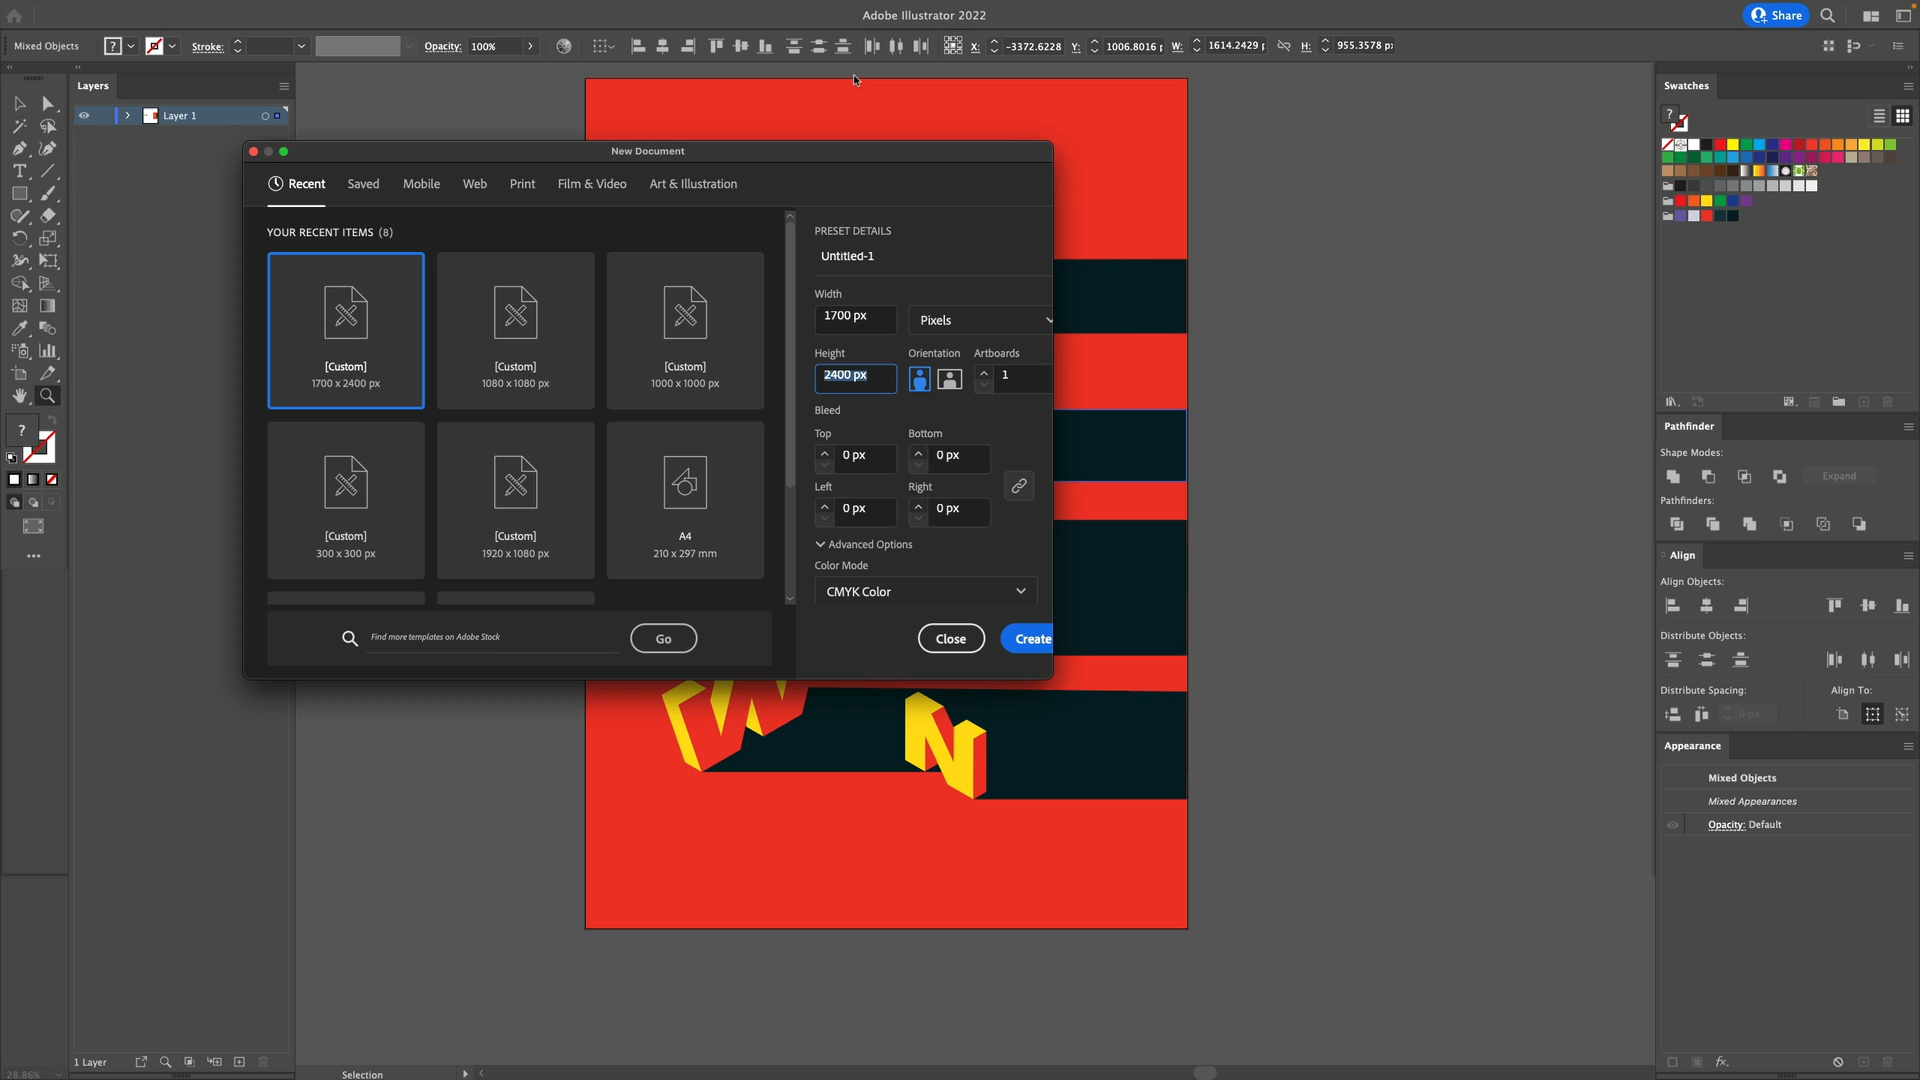 Adobe Illustrator 2022
Share
Mixed Objects
?
Stroke:
Opacity:
100%
X:
-3372.6228
Y:
1006.8016 p
W:
1614.2429 p
H:
955.3578 px
Layers
Layer 1
T
?
New Document
Recent
Saved
Mobile
Web
Print
Film & Video
Art & Illustration
YOUR RECENT ITEMS (8)
[Custom]
1700 x 2400 px
[Custom]
1080 x 1080 px
[Custom]
1000 x 1000 px
[Custom]
300 x 300 px
[Custom]
1920 x 1080 px
A4
210 x 297 mm
Find more templates on Adobe Stock
Go
PRESET DETAILS
Untitled-1
Width
1700 px
Pixels
Height
Orientation
Artboards
2400 px
1
Bleed
Top
Bottom
0 px
0 px
Left
Right
0 px
0 px
Advanced Options
Color Mode
CMYK Color
Close
Create
N
Swatches
?
Pathfinder
Shape Modes:
Expand
Pathfinders:
Align
Align Objects:
Distribute Objects:
Distribute Spacing:
Align To:
0 px
Appearance
Mixed Objects
Mixed Appearances
Opacity: Default
fx.
1 Layer
28.86%
Selection